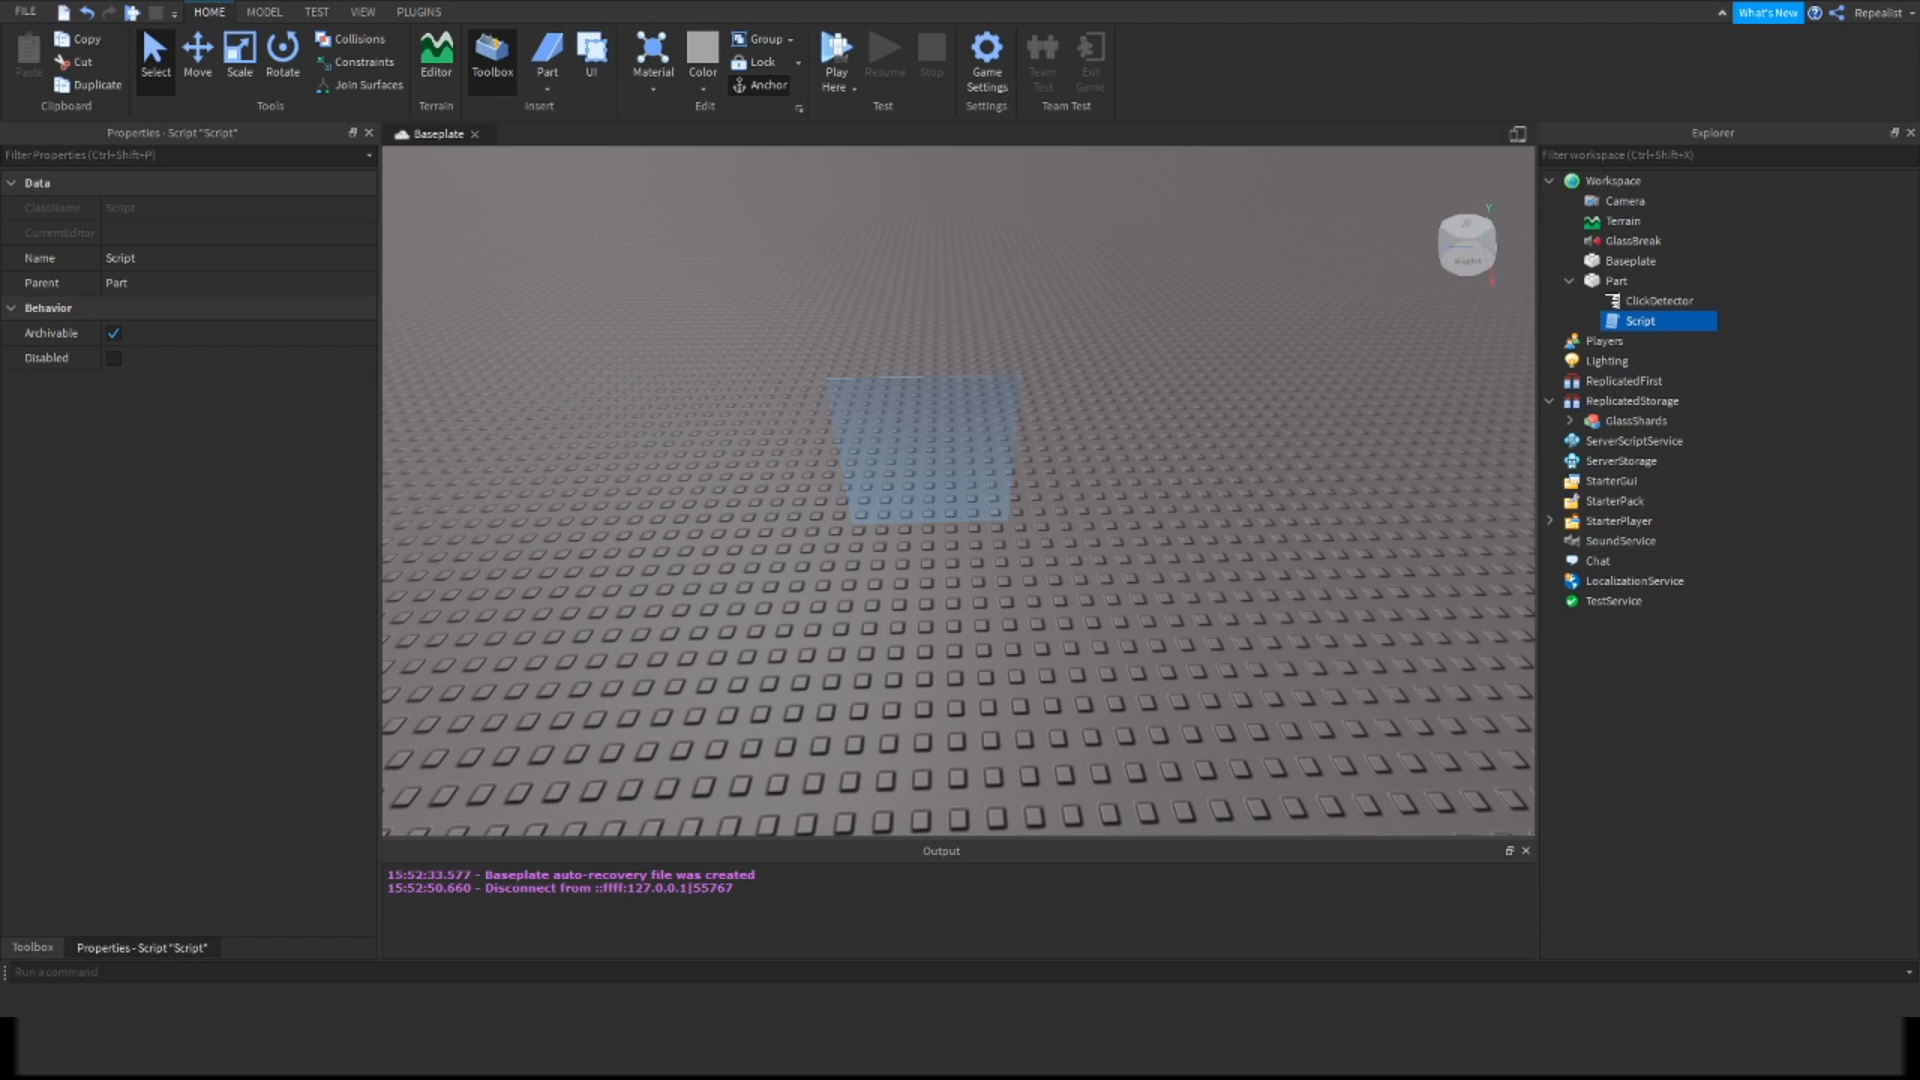 FILE HOME MODEL TEST VIEW PLUGINS What's New Repealist
Paste Copy Cut Duplicate Clipboard
Select Move Scale Rotate Collisions Constraints Join Surfaces Tools
Editor Terrain
Toolbox Part UI Insert
Material Color Group Lock Anchor Edit
Play Here Resume Stop Test
Game Settings Settings
Team Test Exit Game Team Test
Properties - Script "Script"
Filter Properties (Ctrl+Shift+P)
Data
ClassName Script
CurrentEditor
Name Script
Parent Part
Behavior
Archivable
Disabled
Toolbox Properties - Script "Script"
Baseplate
Y
Right
X
Output
15:52:33.577 - Baseplate auto-recovery file was created
15:52:50.660 - Disconnect from ::ffff:127.0.0.1|55767
Explorer
Filter workspace (Ctrl+Shift+X)
Workspace
Camera
Terrain
GlassBreak
Baseplate
Part
ClickDetector
Script
Players
Lighting
ReplicatedFirst
ReplicatedStorage
GlassShards
ServerScriptService
ServerStorage
StarterGui
StarterPack
StarterPlayer
SoundService
Chat
LocalizationService
TestService
Run a command